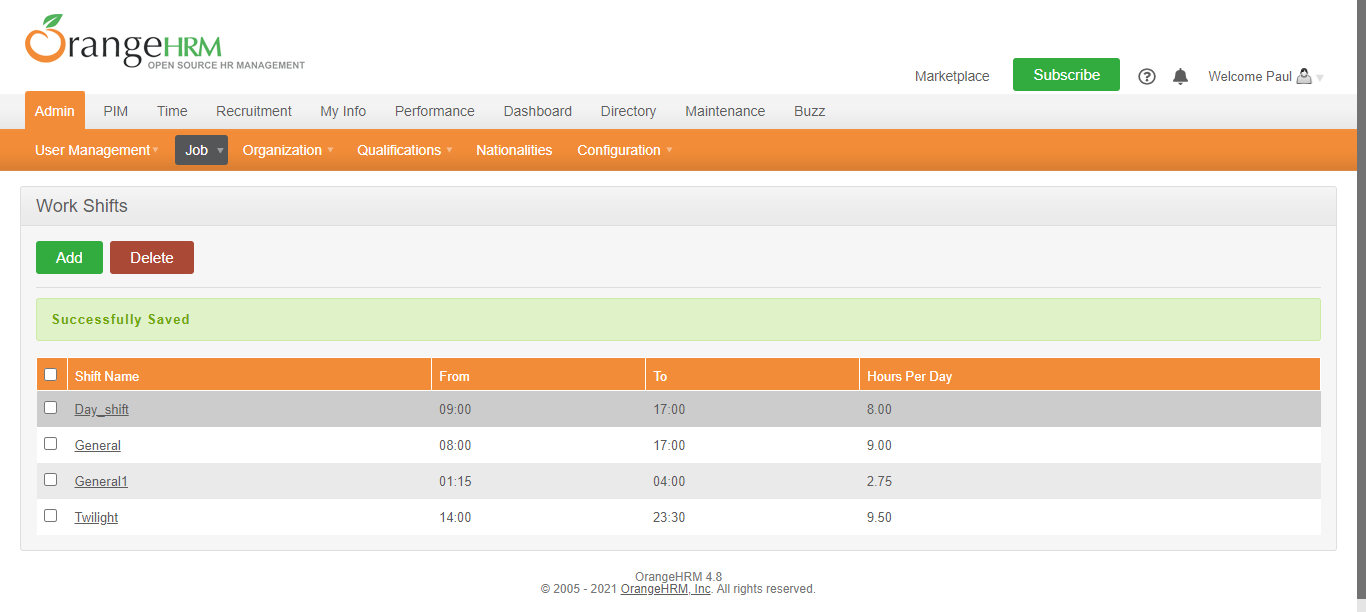 OrangeHRM
OPEN SOURCE HR MANAGEMENT
Marketplace Subscribe Welcome Paul
Admin PIM Time Recruitment My Info Performance Dashboard Directory Maintenance Buzz
User Management Job Organization Qualifications Nationalities Configuration
Work Shifts
Add Delete
Successfully Saved
Shift Name From To Hours Per Day
Day_shift 09:00 17:00 8.00
General 08:00 17:00 9.00
General1 01:15 04:00 2.75
Twilight 14:00 23:30 9.50
OrangeHRM 4.8
© 2005 - 2021 OrangeHRM, Inc. All rights reserved.